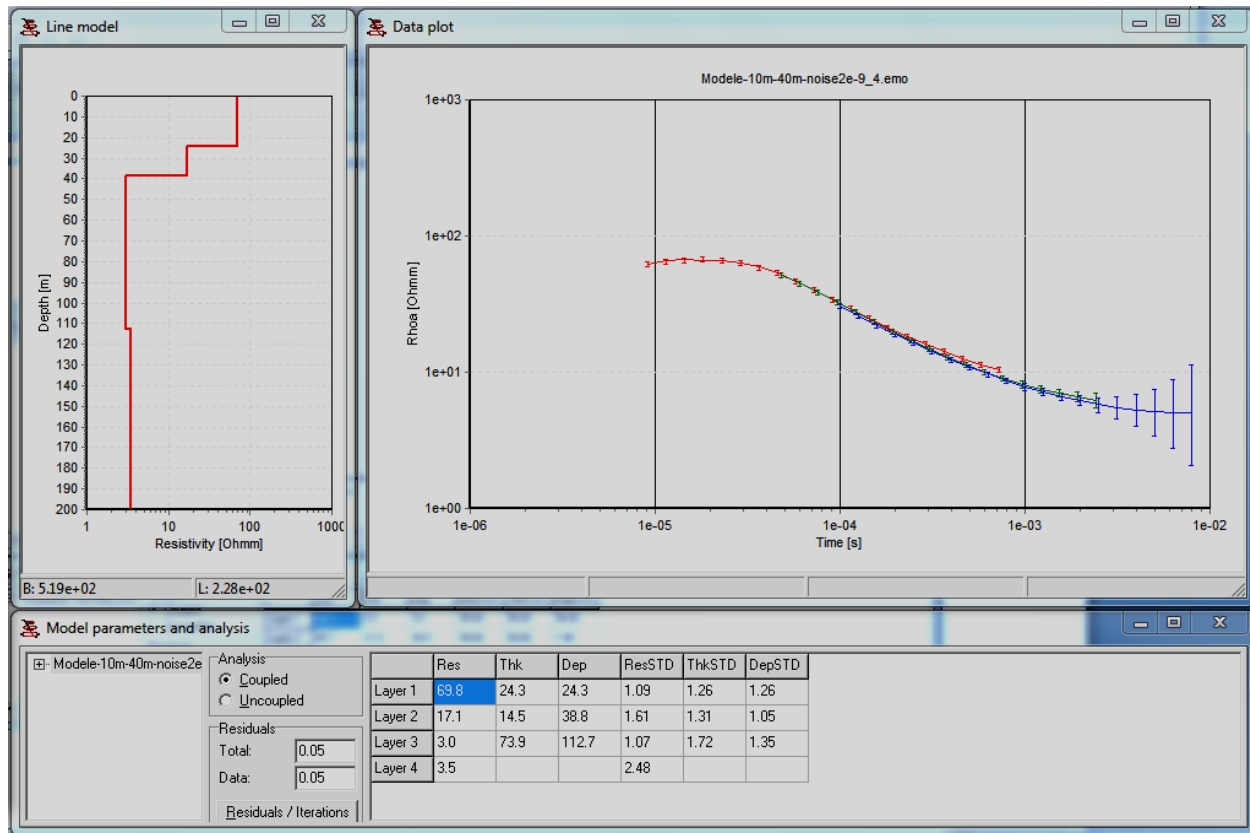 Line model
0
10
20
30
40
50
60
70
80
90
100
110
120
130
140
150
160
170
180
190
200
Depth [m]
1 10 100 1000
Resistivity [Ohmm]
B: 5.19e+02 L: 2.28e+02
Data plot
Modele-10m-40m-noise2e-9_4.emo
1e+03
1e+02
1e+01
1e+00
Rhoa [Ohmm]
1e-06 1e-05 1e-04 1e-03 1e-02
Time [s]
Model parameters and analysis
Modele-10m-40m-noise2e
Analysis
Coupled
Uncoupled
Residuals
Total: 0.05
Data: 0.05
Residuals / Iterations
Res Thk Dep ResSTD ThkSTD DepSTD
Layer 1 69.8 24.3 24.3 1.09 1.26 1.26
Layer 2 17.1 14.5 38.8 1.61 1.31 1.05
Layer 3 3.0 73.9 112.7 1.07 1.72 1.35
Layer 4 3.5 2.48